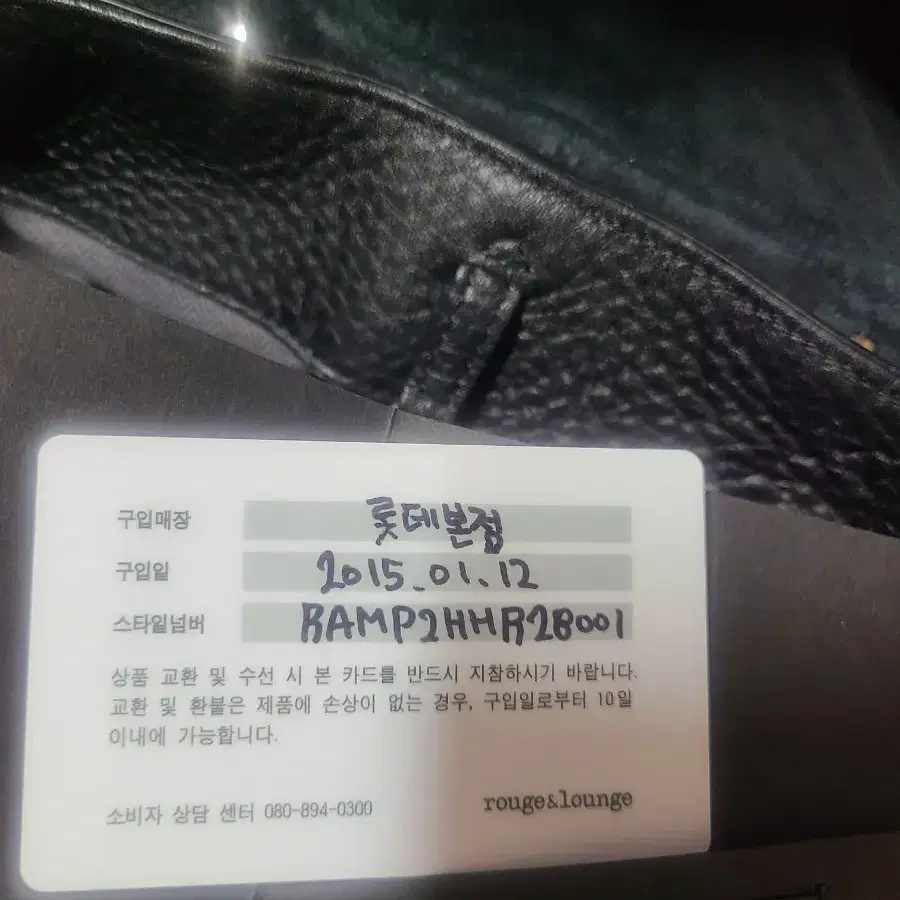 구입매장 롯데본점
구입일 2015.01.12
스타일넘버 RAMP2HHR28001
상품 교환 및 수선 시 본 카드를 반드시 지참하시기 바랍니다.
교환 및 환불은 제품에 손상이 없는 경우, 구입일로부터 10일
이내에 가능합니다.
소비자 상담 센터 080-894-0300
rouge&lounge